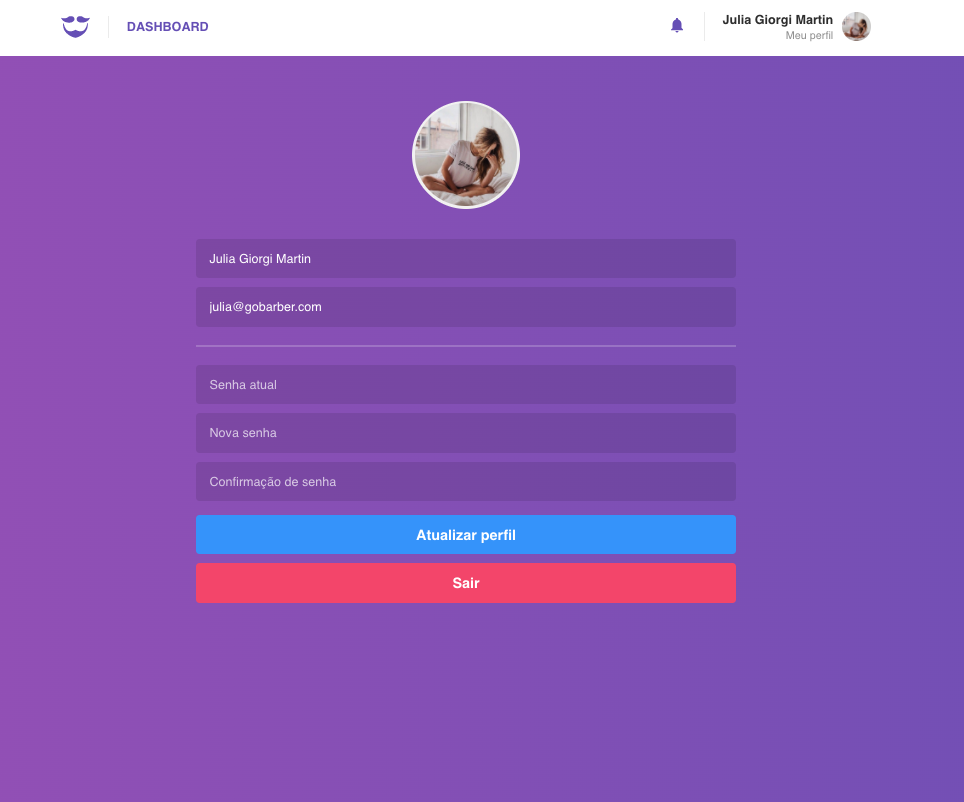 DASHBOARD
Julia Giorgi Martin
Meu perfil
Julia Giorgi Martin
julia@gobarber.com
Senha atual
Nova senha
Confirmação de senha
Atualizar perfil
Sair